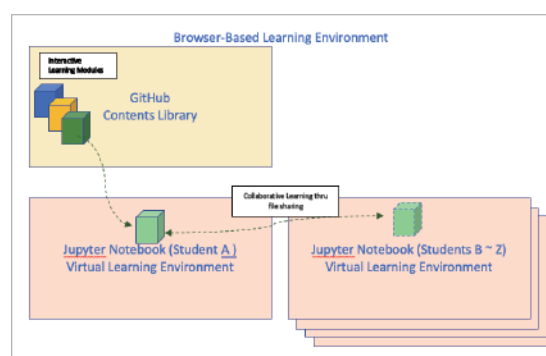 Browser-Based Learning Environment
Interactive
Learning Modules
GitHub
Contents Library
Collaborative Learning thru
file sharing
Jupyter Notebook (Student A )
Virtual Learning Environment
Jupyter Notebook (Students B ~ Z)
Virtual Learning Environment